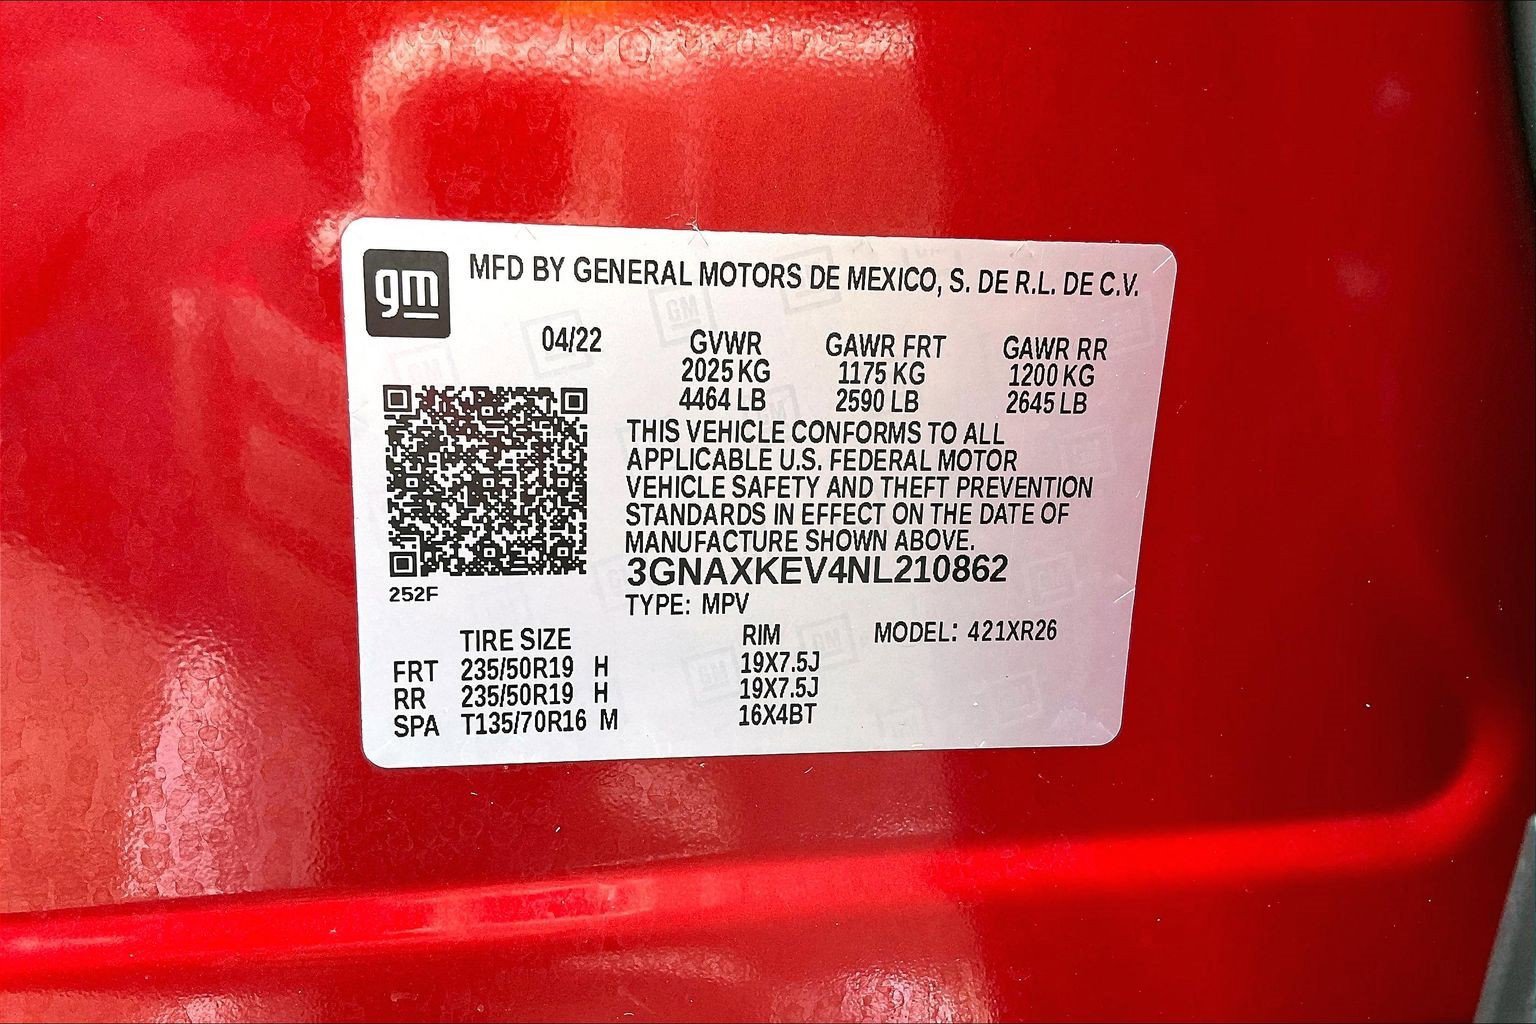 gm MFD BY GENERAL MOTORS DE MEXICO, S. DE R.L. DE C.V.
04/22 GVWR GAWR FRT GAWR RR
2025 KG 1175 KG 1200 KG
4464 LB 2590 LB 2645 LB
THIS VEHICLE CONFORMS TO ALL
APPLICABLE U.S. FEDERAL MOTOR
VEHICLE SAFETY AND THEFT PREVENTION
STANDARDS IN EFFECT ON THE DATE OF
MANUFACTURE SHOWN ABOVE.
3GNAXKEV4NL210862
252F
TYPE: MPV
TIRE SIZE RIM MODEL: 421XR26
FRT 235/50R19 H 19X7.5J
RR 235/50R19 H 19X7.5J
SPA T135/70R16 M 16X4BT